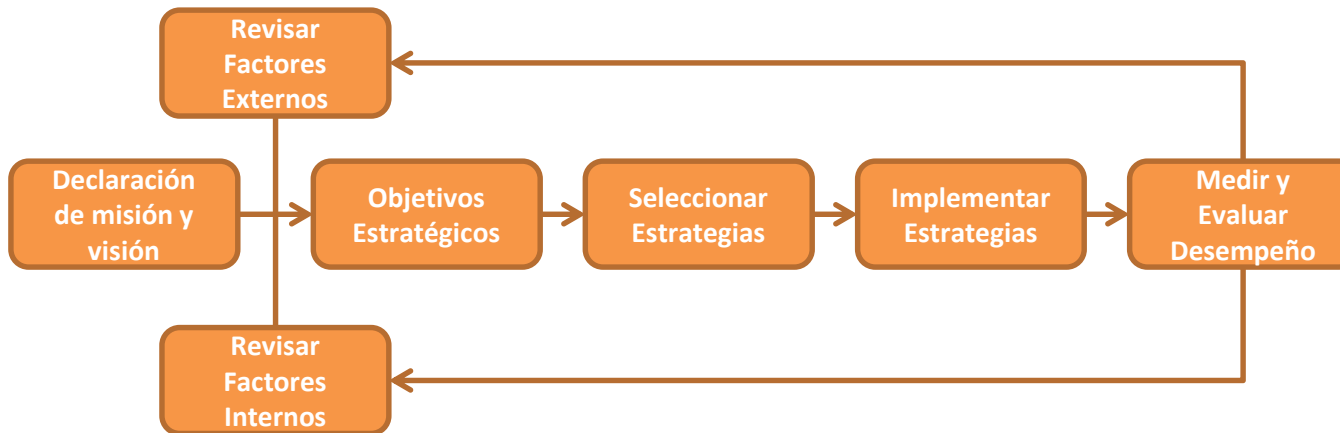 Revisar
Factores
Externos
Declaración
de misión y
visión
Objetivos
Estratégicos
Seleccionar
Estrategias
Implementar
Estrategias
Medir y
Evaluar
Desempeño
Revisar
Factores
Internos